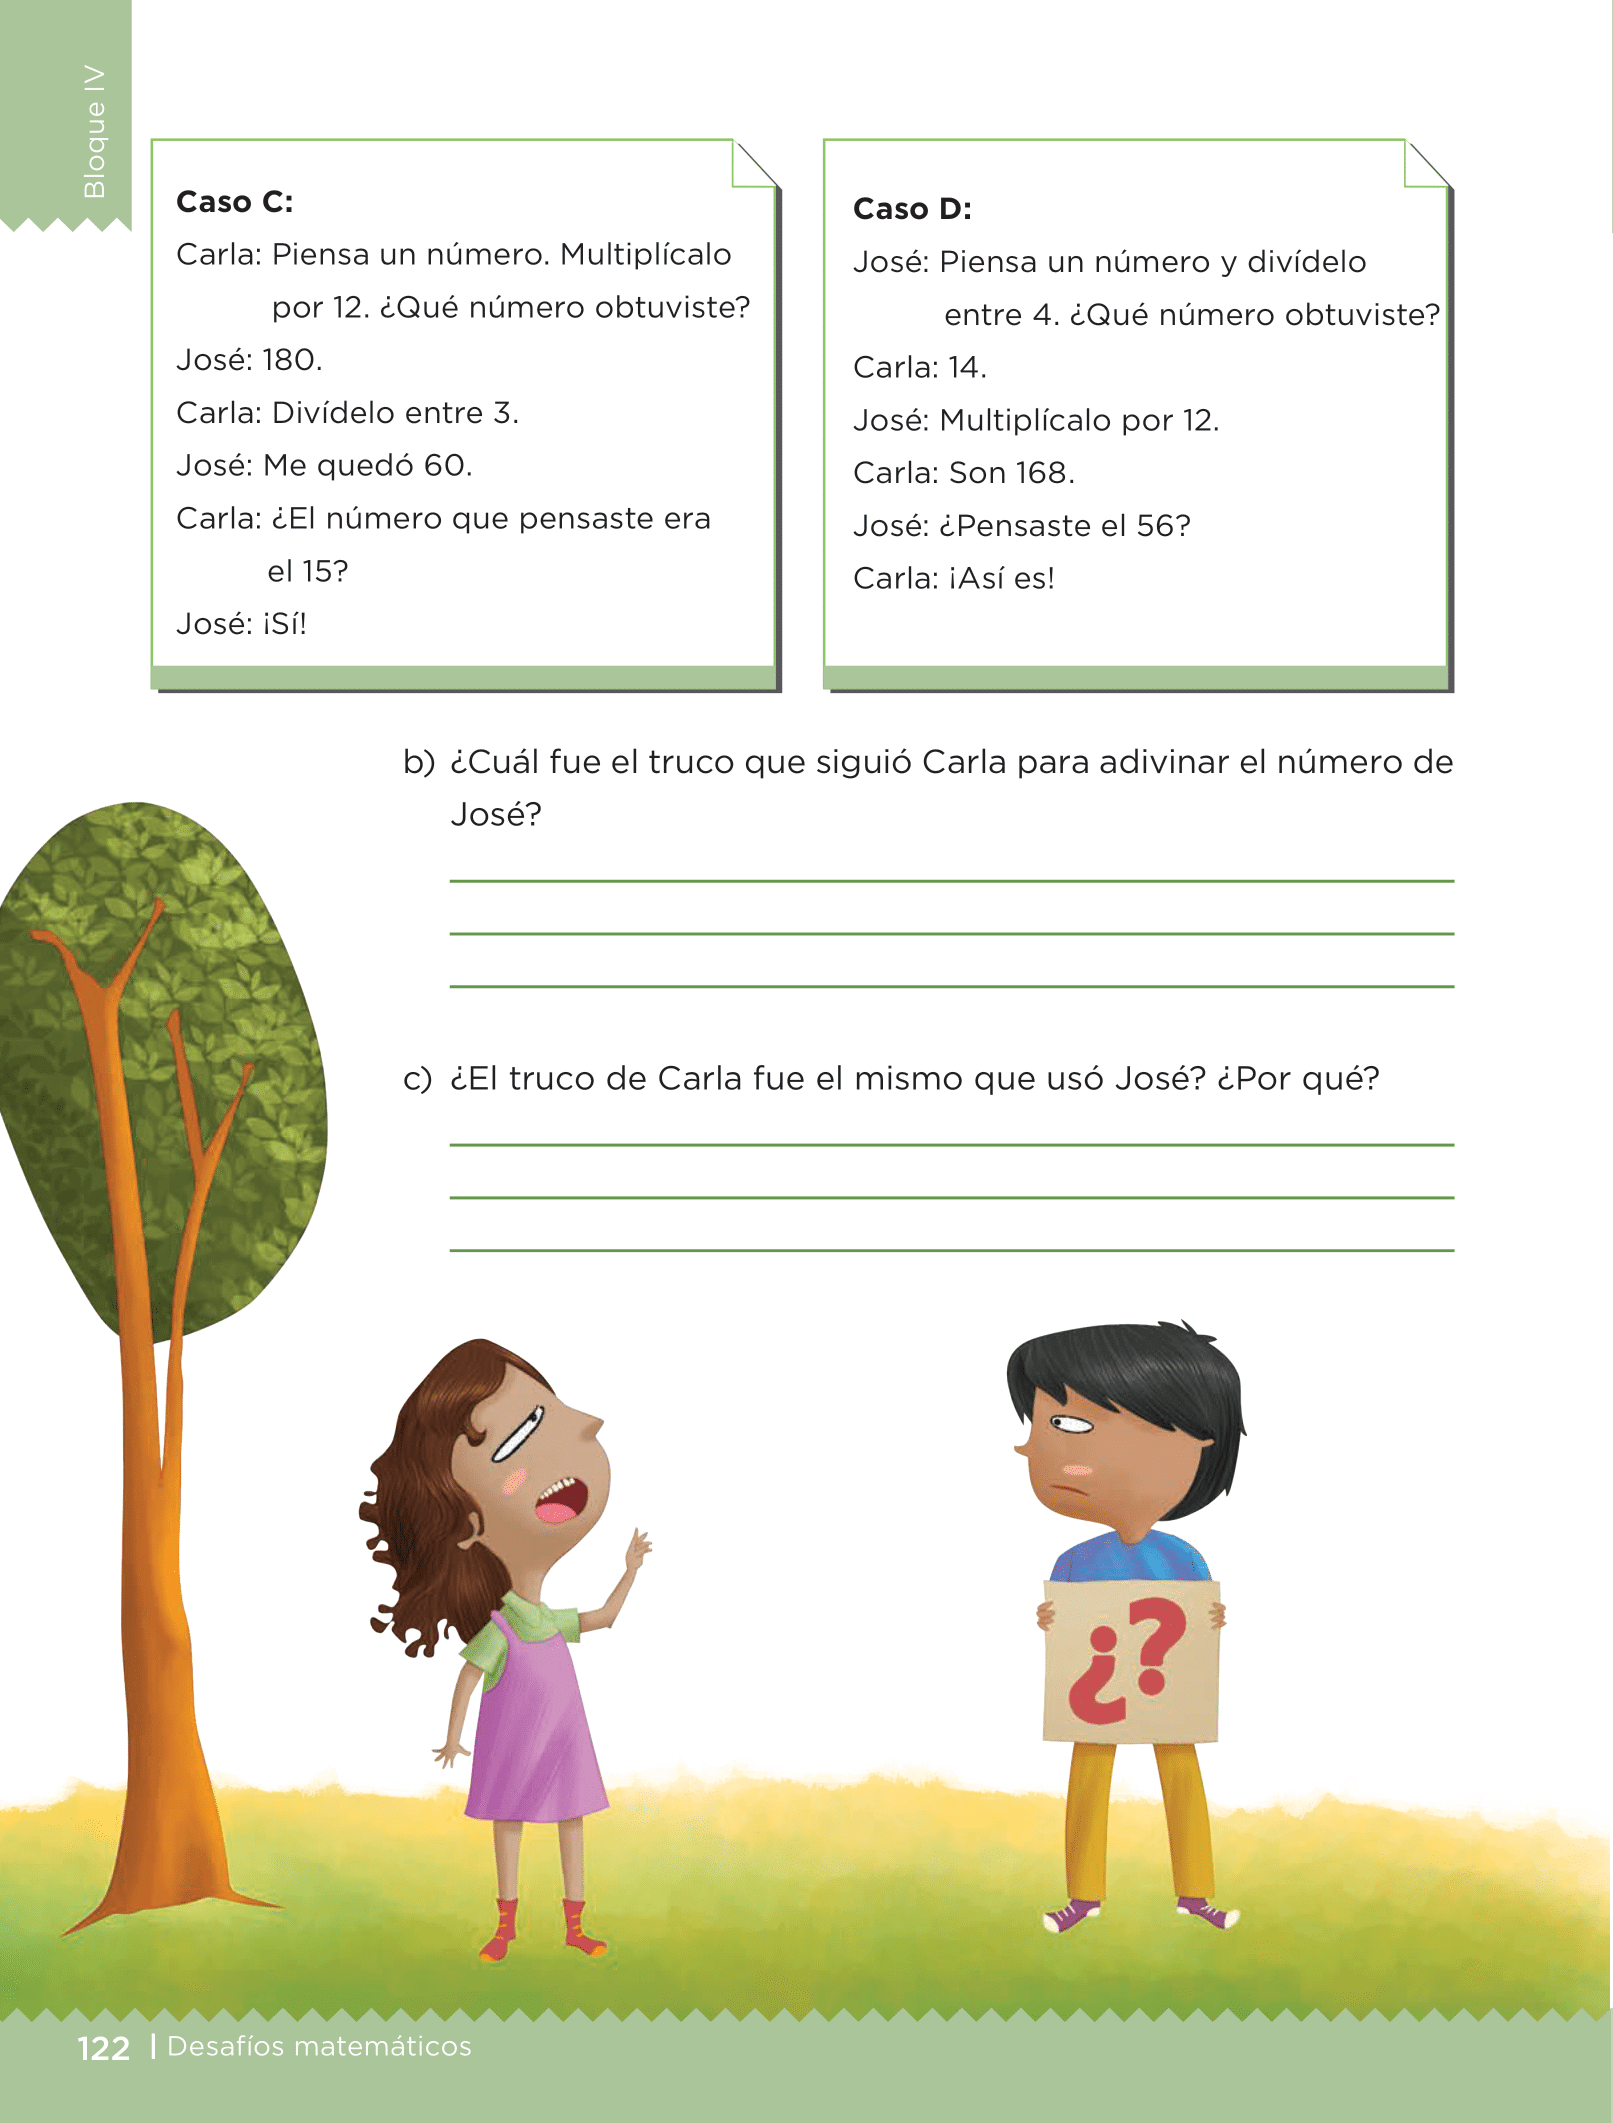 Bloque IV
Caso C:
Carla: Piensa un número. Multiplícalo
por 12. ¿Qué número obtuviste?
José: 180.
Carla: Divídelo entre 3.
José: Me quedó 60.
Carla: ¿El número que pensaste era
el 15?
José: ¡Sí!
Caso D:
José: Piensa un número y divídelo
entre 4. ¿Qué número obtuviste?
Carla: 14.
José: Multiplícalo por 12.
Carla: Son 168.
José: ¿Pensaste el 56?
Carla: ¡Así es!
b) ¿Cuál fue el truco que siguió Carla para adivinar el número de
José?
c) ¿El truco de Carla fue el mismo que usó José? ¿Por qué?
¿?
122 | Desafíos matemáticos